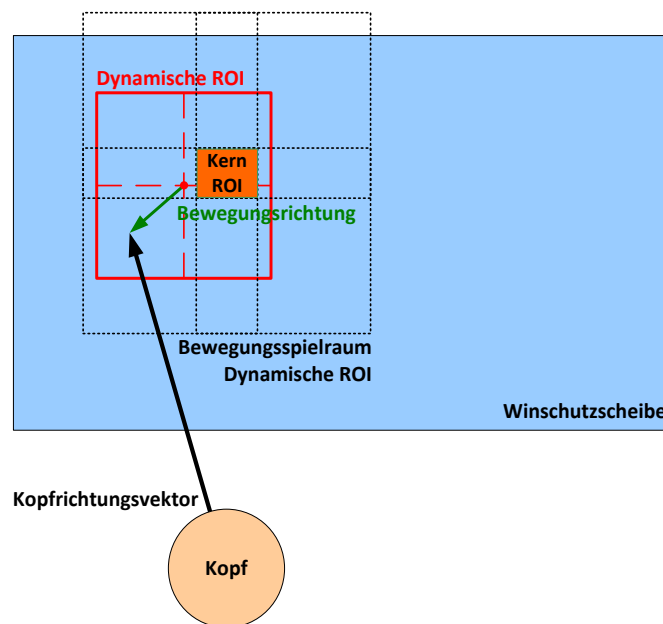 Dynamische ROI
Kern
ROI
Bewegungsrichtung
Bewegungsspielraum
Dynamische ROI
Winschutzscheibe
Kopfrichtungsvektor
Kopf